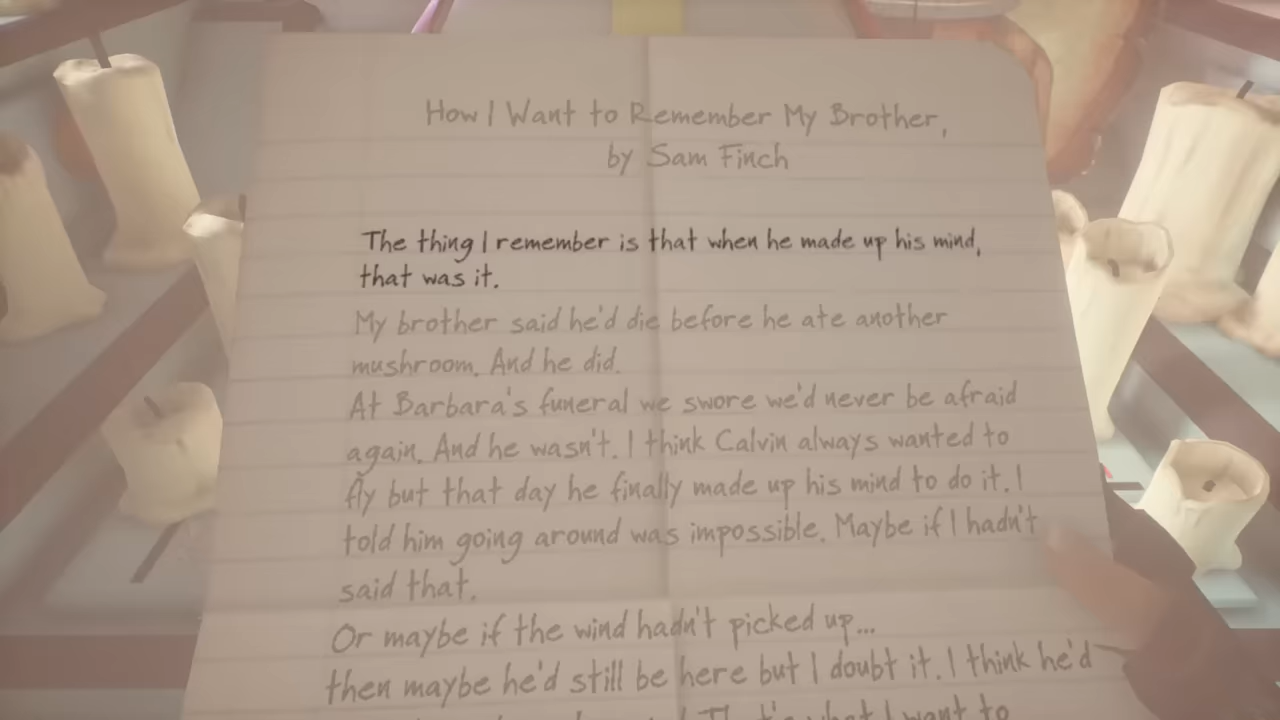 How I Want to Remember My Brother,
by Sam Finch
The thing I remember is that when he made up his mind,
that was it.
My brother said he'd die before he ate another
mushroom. And he did.
At Barbara's funeral we swore we'd never be afraid
again. And he wasn't. I think Calvin always wanted to
fly but that day he finally made up his mind to do it. I
told him going around was impossible. Maybe if I hadn't
said that.
Or maybe if the wind hadn't picked up...
then maybe he'd still be here but I doubt it. I think he'd
That's what I want to